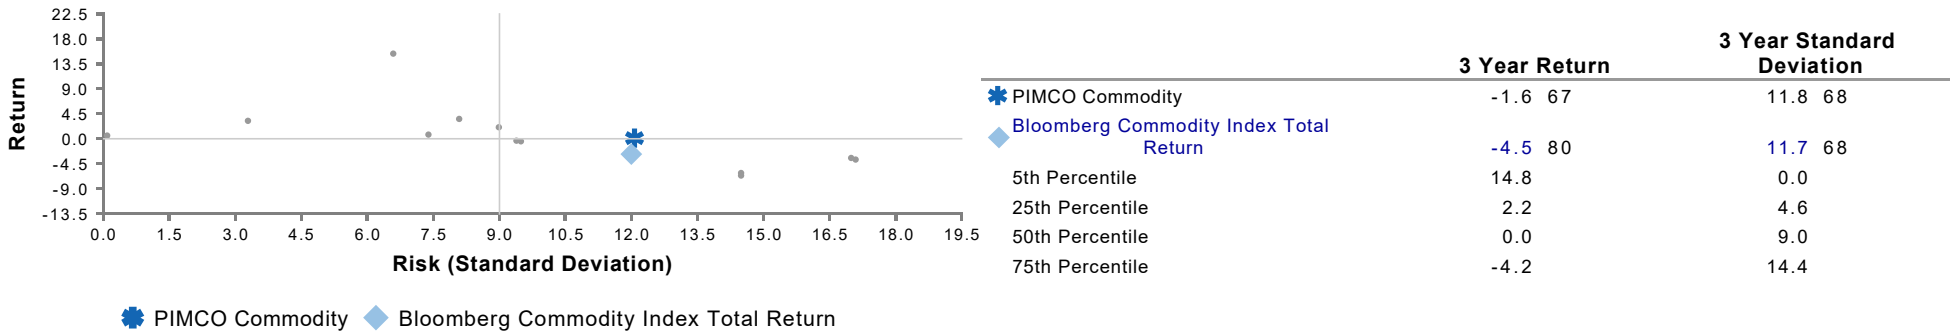 22.5
18.0
13.5
9.0
4.5
0.0
-4.5
-9.0
-13.5
Return
0.0 1.5 3.0 4.5 6.0 7.5 9.0 10.5 12.0 13.5 15.0 16.5 18.0 19.5
Risk (Standard Deviation)
PIMCO Commodity Bloomberg Commodity Index Total Return
3 Year Standard
3 Year Return Deviation
PIMCO Commodity -1.6 67 11.8 68
Bloomberg Commodity Index Total
Return -4.5 80 11.7 68
5th Percentile 14.8 0.0
25th Percentile 2.2 4.6
50th Percentile 0.0 9.0
75th Percentile -4.2 14.4